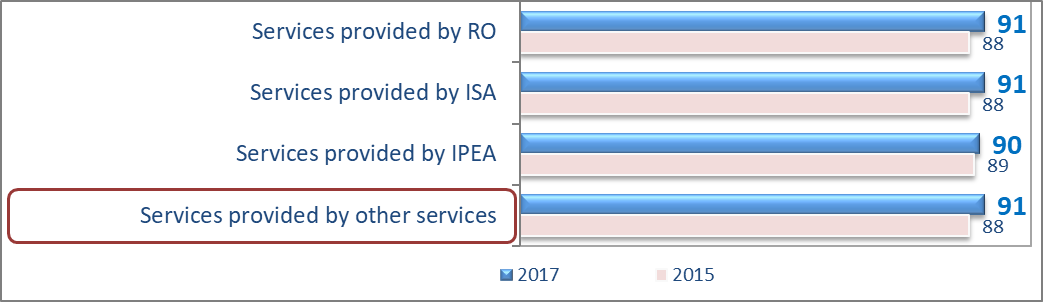 Services provided by RO
91
88
Services provided by ISA
91
88
Services provided by IPEA
90
89
Services provided by other services
91
88
2017 2015